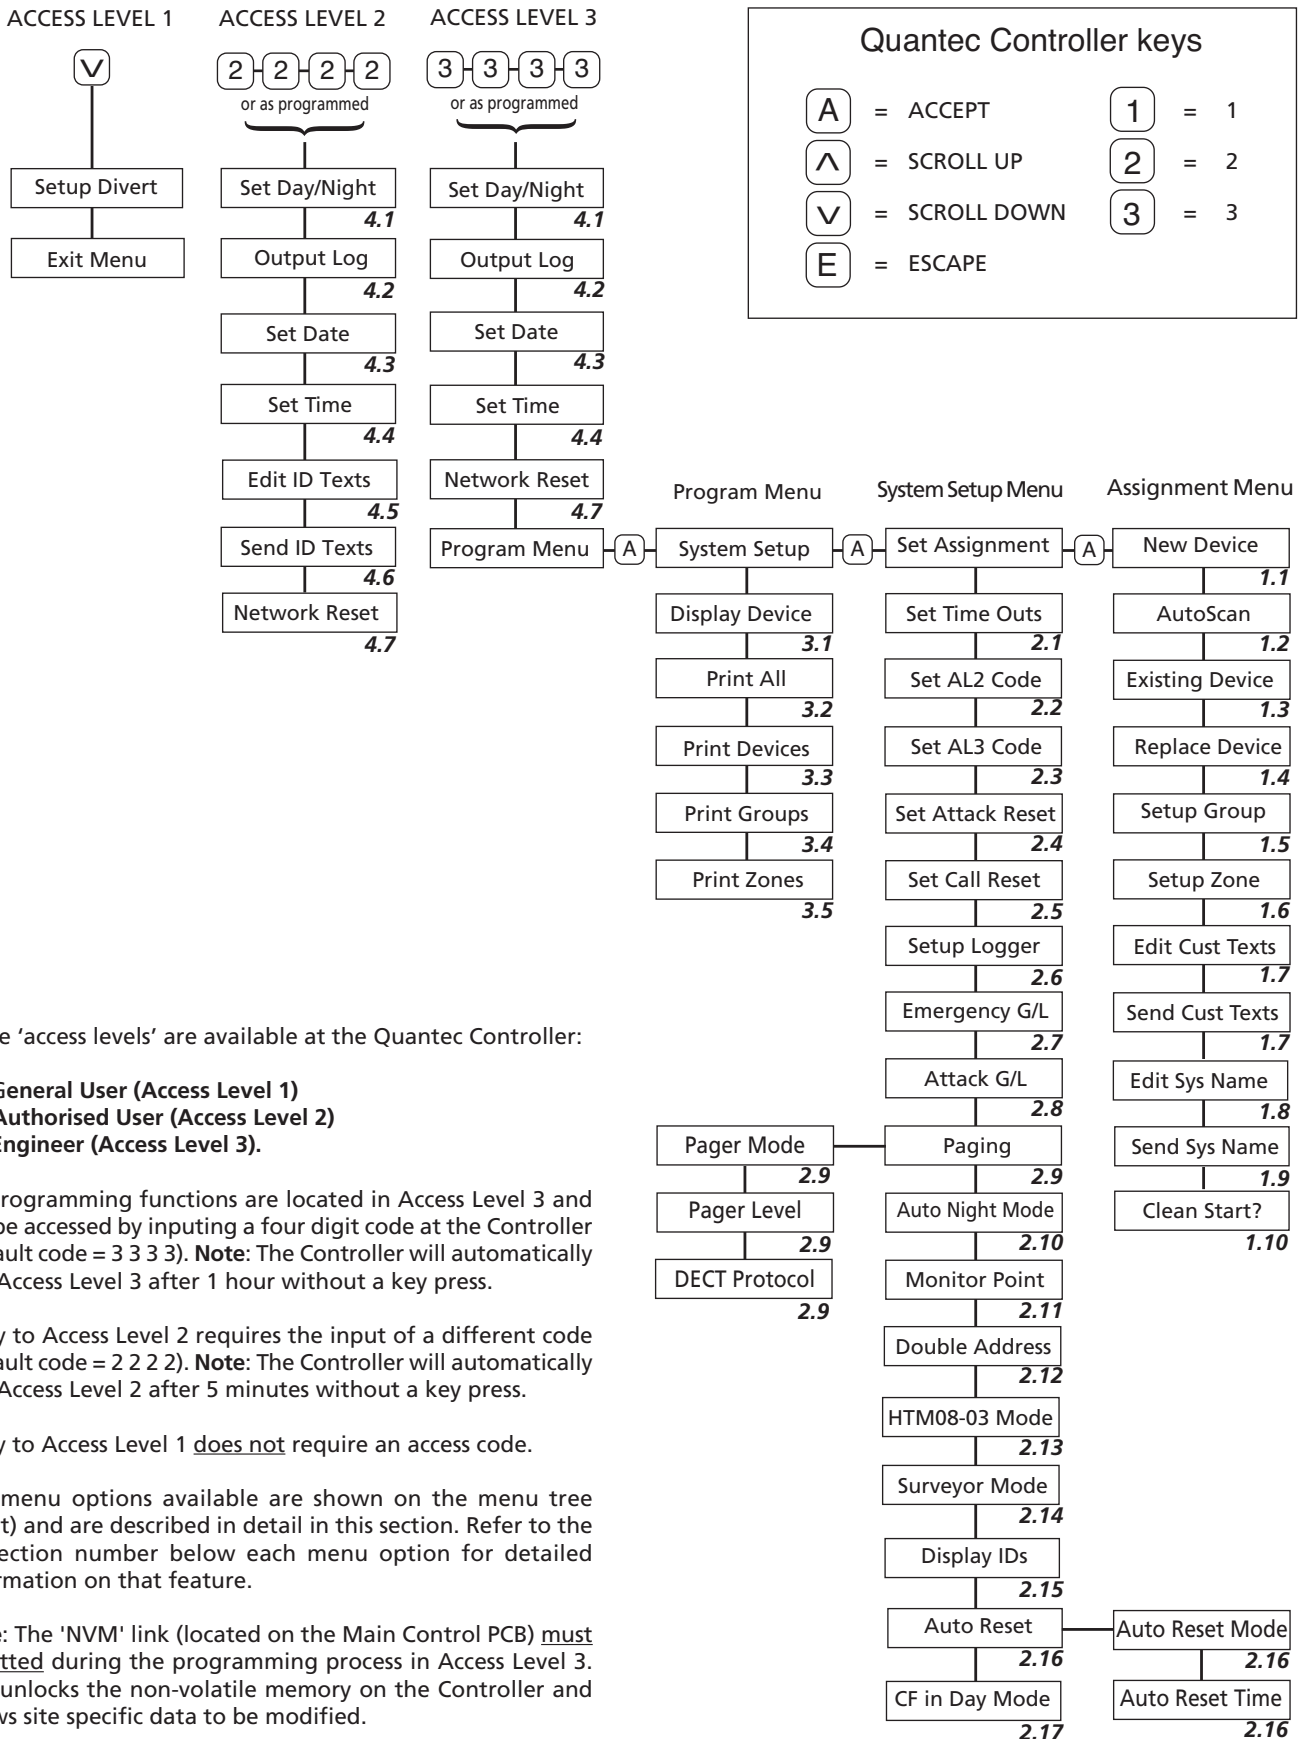 ACCESS LEVEL 1
V
Setup Divert
Exit Menu
ACCESS LEVEL 2
2 2 2 2
or as programmed
Set Day/Night
4.1
Output Log
4.2
Set Date
4.3
Set Time
4.4
Edit ID Texts
4.5
Send ID Texts
4.6
Network Reset
4.7
ACCESS LEVEL 3
3 3 3 3
or as programmed
Set Day/Night
4.1
Output Log
4.2
Set Date
4.3
Set Time
4.4
Network Reset
4.7
Program Menu
A
Quantec Controller keys
A = ACCEPT
Λ = SCROLL UP
V = SCROLL DOWN
E = ESCAPE
1 = 1
2 = 2
3 = 3
Program Menu
System Setup
A
Display Device
3.1
Print All
3.2
Print Devices
3.3
Print Groups
3.4
Print Zones
3.5
System Setup Menu
Set Assignment
A
Set Time Outs
2.1
Set AL2 Code
2.2
Set AL3 Code
2.3
Set Attack Reset
2.4
Set Call Reset
2.5
Setup Logger
2.6
Emergency G/L
2.7
Attack G/L
2.8
Paging
2.9
Pager Mode
2.9
Pager Level
2.9
DECT Protocol
2.9
Auto Night Mode
2.10
Monitor Point
2.11
Double Address
2.12
HTM08-03 Mode
2.13
Surveyor Mode
2.14
Display IDs
2.15
Auto Reset
2.16
Auto Reset Mode
2.16
Auto Reset Time
2.16
CF in Day Mode
2.17
Assignment Menu
New Device
1.1
AutoScan
1.2
Existing Device
1.3
Replace Device
1.4
Setup Group
1.5
Setup Zone
1.6
Edit Cust Texts
1.7
Send Cust Texts
1.7
Edit Sys Name
1.8
Send Sys Name
1.9
Clean Start?
1.10
e ‘access levels’ are available at the Quantec Controller:
General User (Access Level 1)
Authorised User (Access Level 2)
Engineer (Access Level 3).
rogramming functions are located in Access Level 3 and
be accessed by inputing a four digit code at the Controller
ault code = 3 3 3 3). Note: The Controller will automatically
Access Level 3 after 1 hour without a key press.
y to Access Level 2 requires the input of a different code
ault code = 2 2 2 2). Note: The Controller will automatically
Access Level 2 after 5 minutes without a key press.
y to Access Level 1 does not require an access code.
menu options available are shown on the menu tree
t) and are described in detail in this section. Refer to the
ection number below each menu option for detailed
rmation on that feature.
e: The 'NVM' link (located on the Main Control PCB) must
tted during the programming process in Access Level 3.
unlocks the non-volatile memory on the Controller and
ws site specific data to be modified.